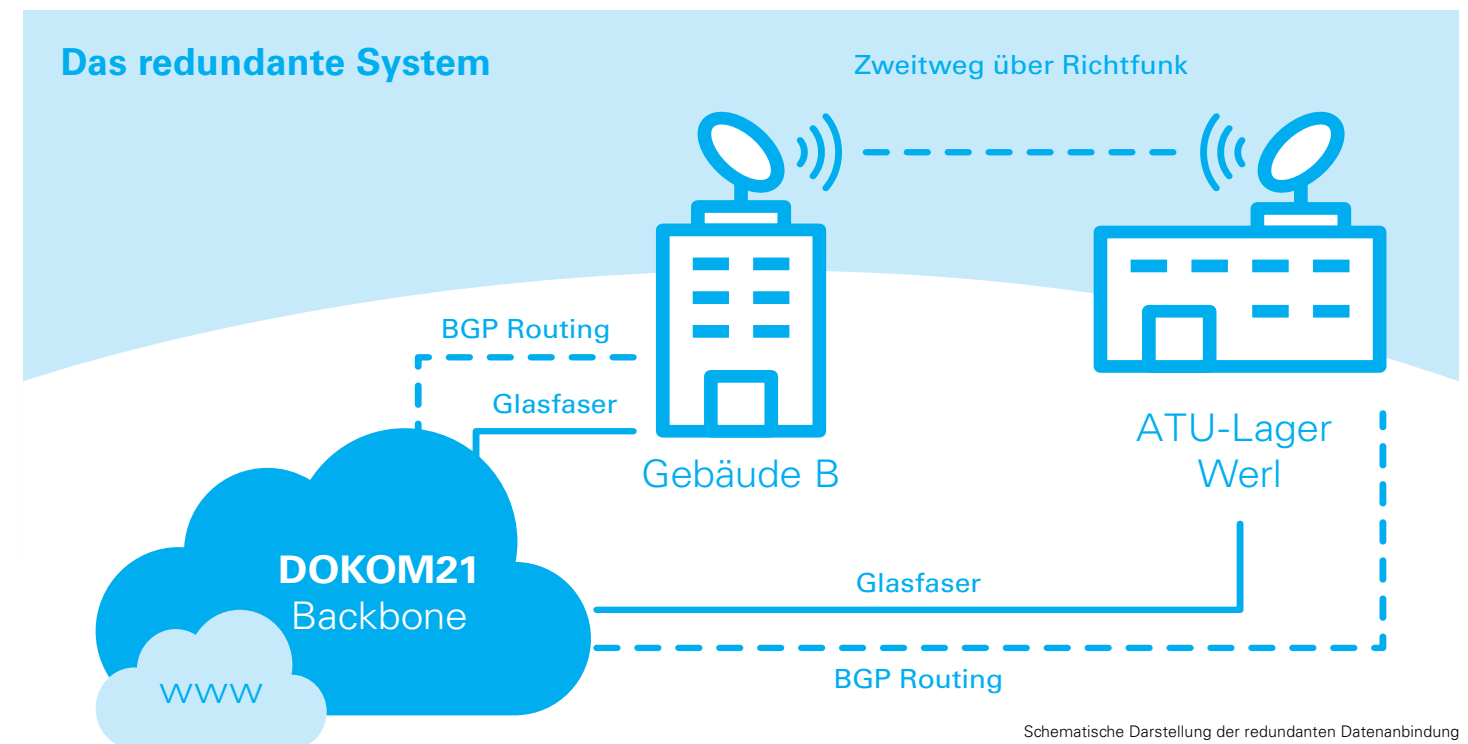 Das redundante System
Zweitweg über Richtfunk
BGP Routing
Glasfaser
Gebäude B
ATU-Lager
Werl
DOKOM21
Backbone
www
Glasfaser
BGP Routing
Schematische Darstellung der redundanten Datenanbindung